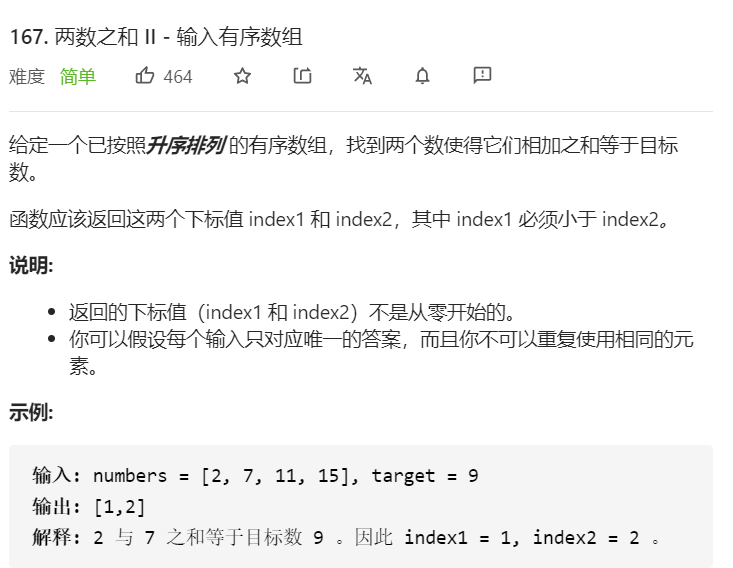 167. 两数之和 II - 输入有序数组
难度 简单 464
给定一个已按照升序排列 的有序数组，找到两个数使得它们相加之和等于目标
数。
函数应该返回这两个下标值 index1 和 index2，其中 index1 必须小于 index2。
说明:
返回的下标值（index1 和 index2）不是从零开始的。
你可以假设每个输入只对应唯一的答案，而且你不可以重复使用相同的元
素。
示例:
输入: numbers = [2, 7, 11, 15], target = 9
输出: [1,2]
解释: 2 与 7 之和等于目标数 9 。因此 index1 = 1, index2 = 2 。